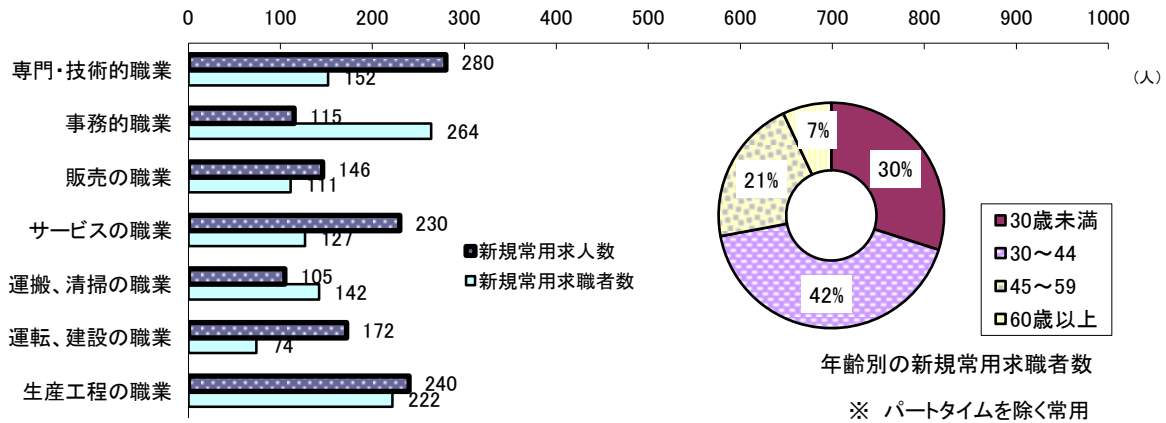 0 100 200 300 400 500 600 700 800 900 1000
(人)
専門・技術的職業 280
152
事務的職業 115
264
販売の職業 146
111
サービスの職業 230
127
運搬、清掃の職業 105
142
運転、建設の職業 172
74
生産工程の職業 240
222
新規常用求人数
新規常用求職者数
7%
30%
21%
42%
30歳未満
30～44
45～59
60歳以上
年齢別の新規常用求職者数
※ パートタイムを除く常用